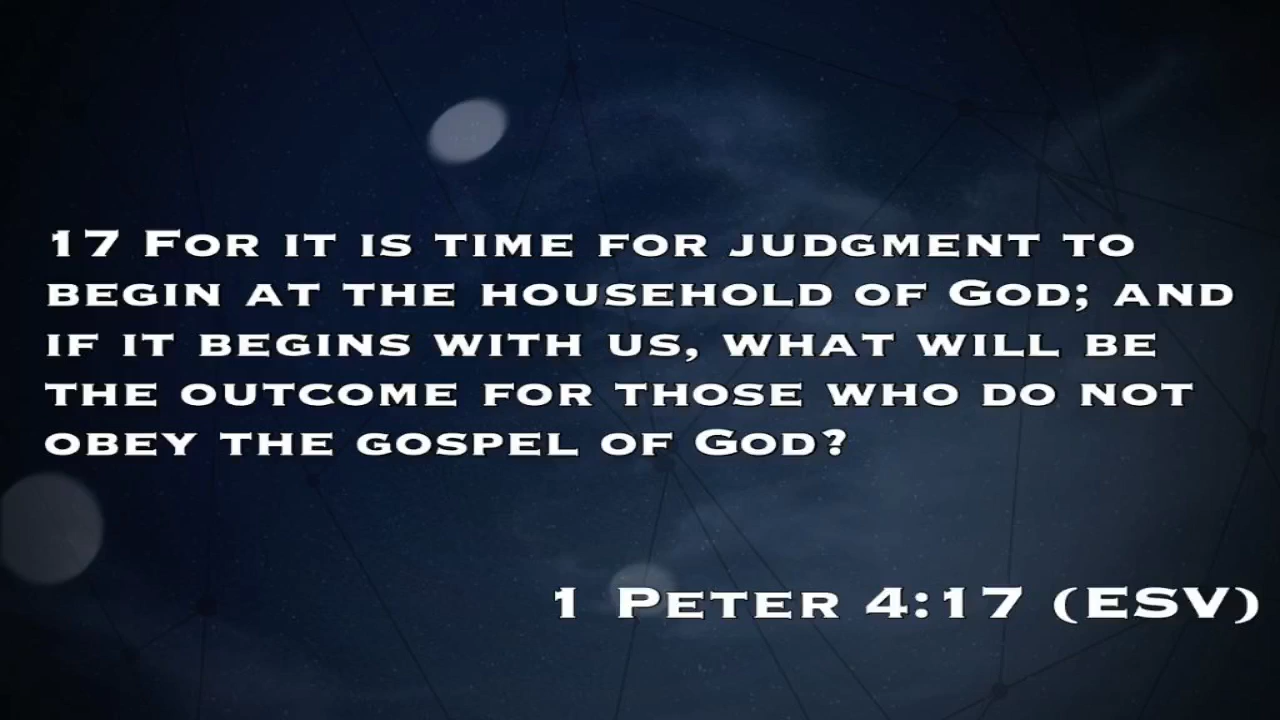 17 For it is time for judgment to
begin at the household of God; and
if it begins with us, what will be
the outcome for those who do not
obey the gospel of God?
1 Peter 4:17 (ESV)